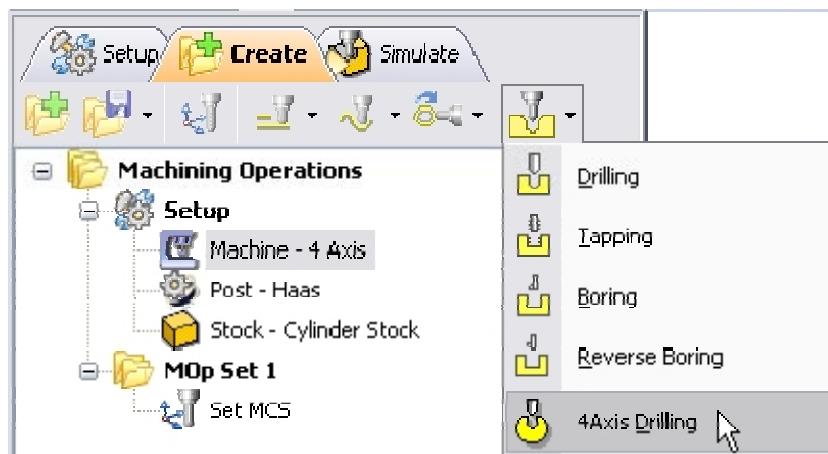 Setup Create Simulate
Machining Operations
Setup
Machine - 4 Axis
Post - Haas
Stock - Cylinder Stock
MOp Set 1
Set MCS
Drilling
Tapping
Boring
Reverse Boring
4Axis Drilling